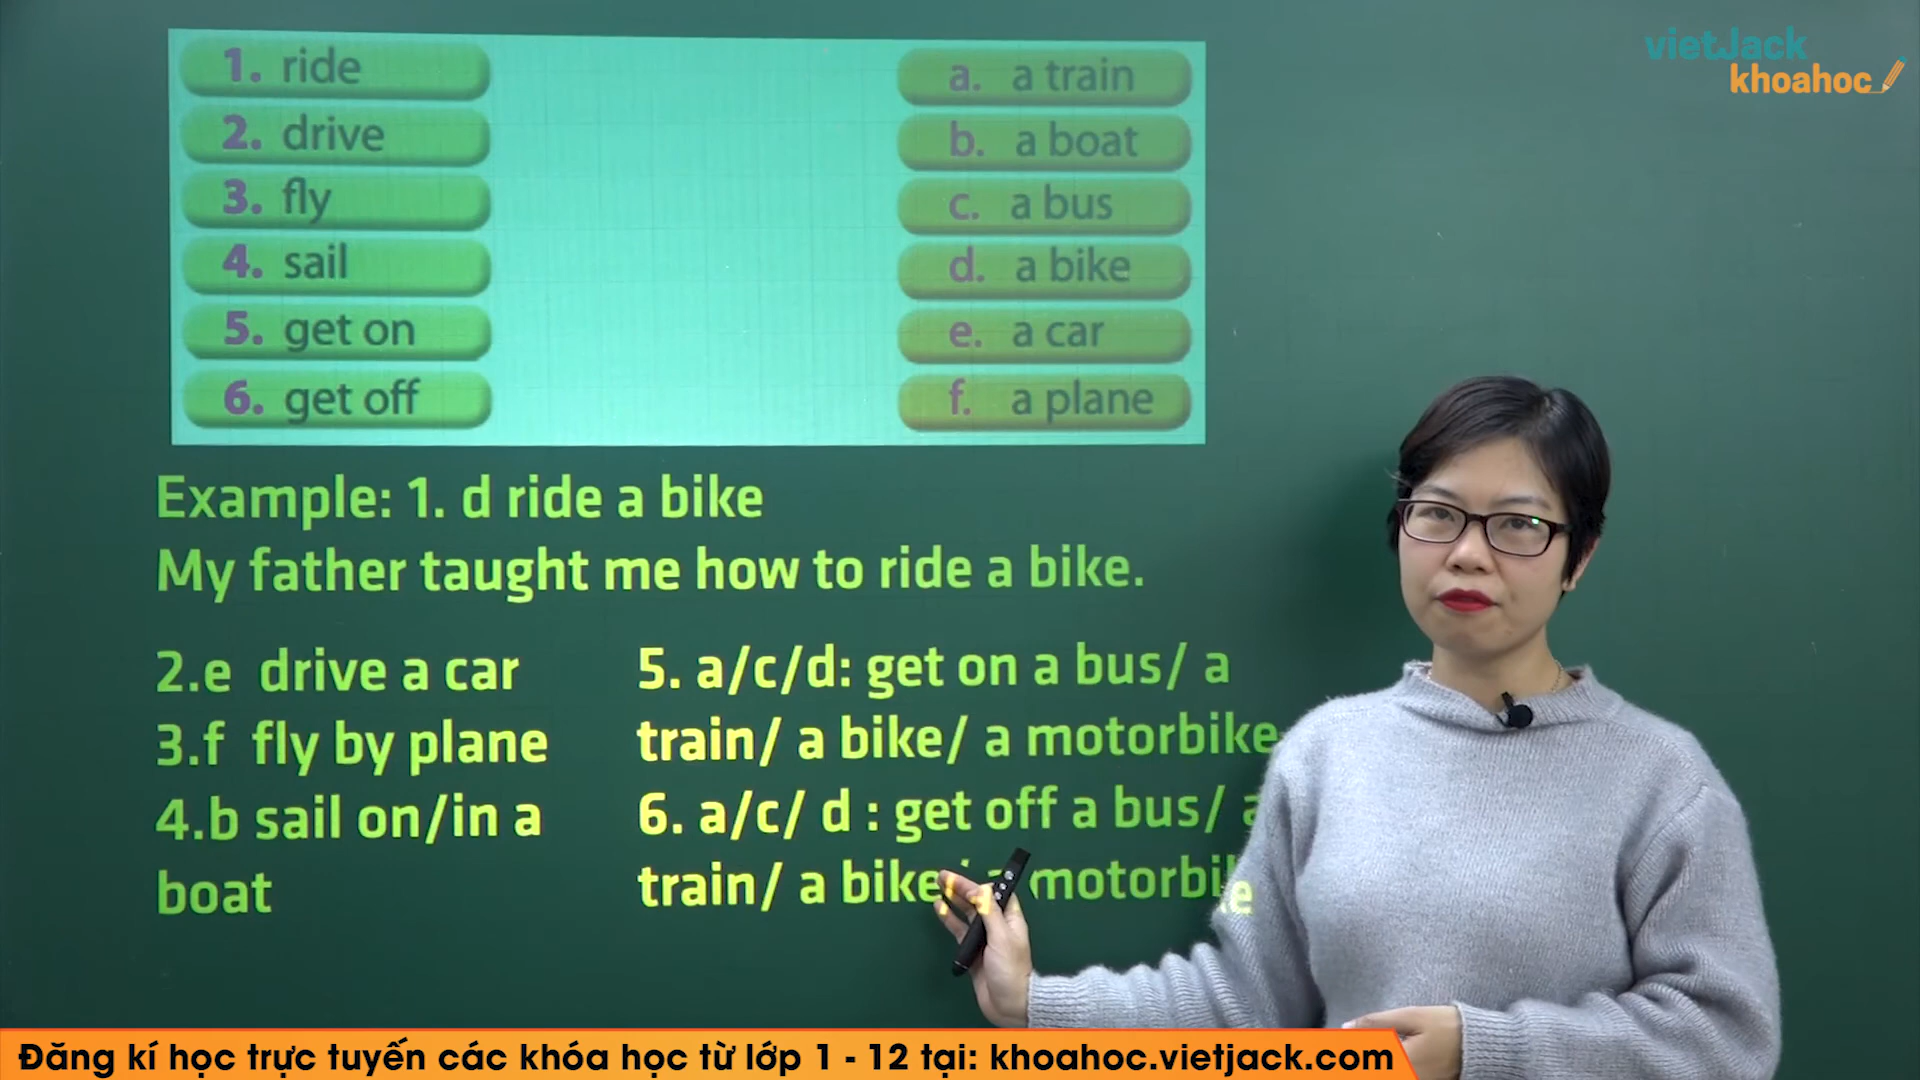 vietJack
khoahoc
1. ride
2. drive
3. fly
4. sail
5. get on
6. get off
a. a train
b. a boat
c. a bus
d. a bike
e. a car
f. a plane
Example: 1. d ride a bike
My father taught me how to ride a bike.
2.e drive a car
3.f fly by plane
4.b sail on/in a
boat
5. a/c/d: get on a bus/ a
train/ a bike/ a motorbike
6. a/c/ d : get off a bus/ a
train/ a bike/ a motorbike
Đăng kí học trực tuyến các khóa học từ lớp 1 - 12 tại: khoahoc.vietjack.com